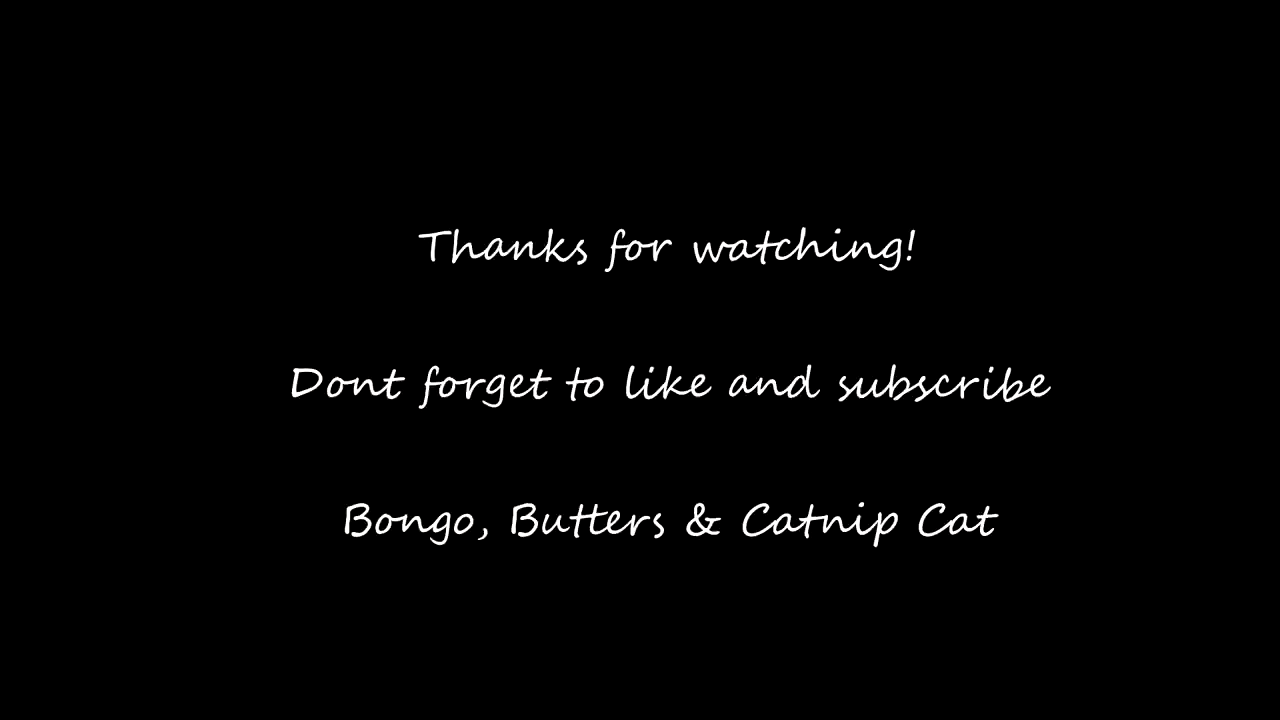 Thanks for watching!
Dont forget to like and subscribe
Bongo, Butters & Catnip Cat